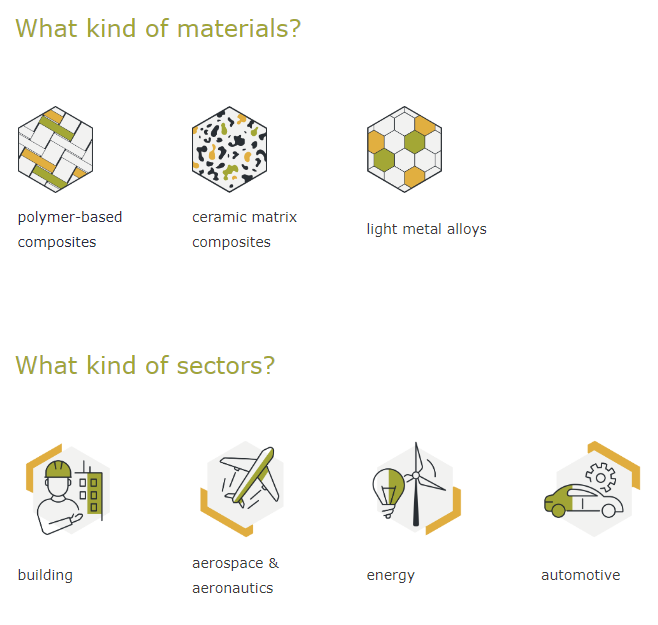 What kind of materials?
polymer-based
composites
ceramic matrix
composites
light metal alloys
What kind of sectors?
building
aerospace &
aeronautics
energy
automotive